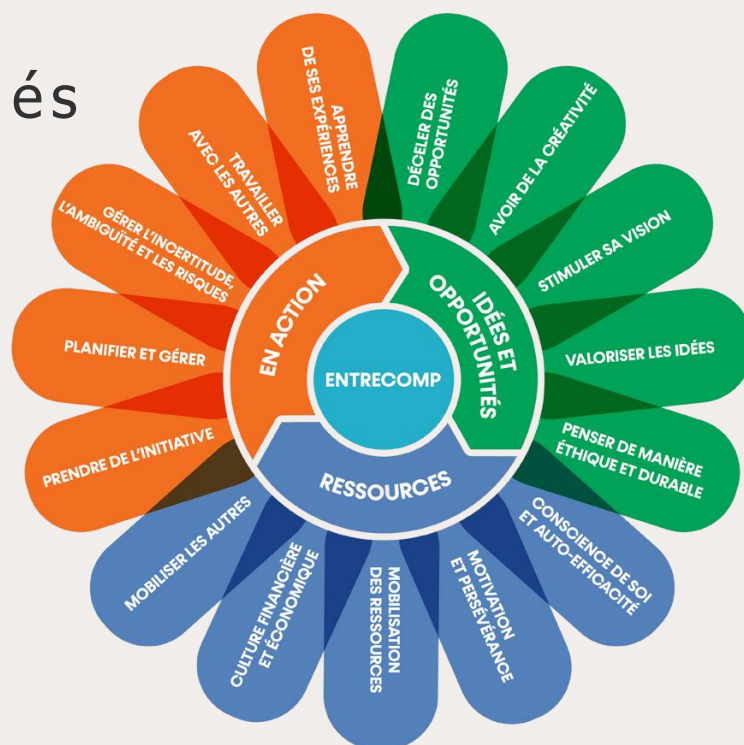 és
DÉCELER DES
OPPORTUNITÉS
AVOIR DE LA CRÉATIVITÉ
STIMULER SA VISION
VALORISER LES IDÉES
PENSER DE MANIÈRE
ÉTHIQUE ET DURABLE
CONSCIENCE DE SOI
ET AUTO-EFFICACITÉ
MOTIVATION
ET PERSÉVÉRANCE
MOBILISATION
DES RESSOURCES
CULTURE FINANCIÈRE
ET ÉCONOMIQUE
MOBILISER LES AUTRES
PRENDRE DE L'INITIATIVE
PLANIFIER ET GÉRER
GÉRER L'INCERTITUDE,
L'AMBIGUÏTÉ ET LES RISQUES
TRAVAILLER
AVEC LES AUTRES
APPRENDRE
DE SES EXPÉRIENCES
EN ACTION
IDÉES ET
OPPORTUNITÉS
RESSOURCES
ENTRECOMP